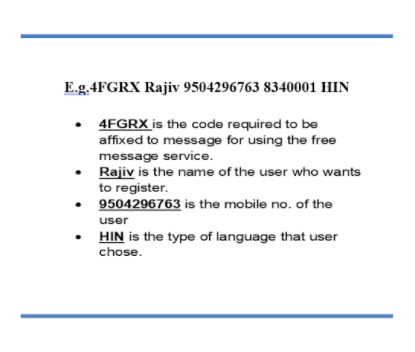 E.g.4FGRX Rajiv 9504296763 8340001 HIN
• 4FGRX is the code required to be
affixed to message for using the free
message service.
• Rajiv is the name of the user who wants
to register.
• 9504296763 is the mobile no. of the
user
• HIN is the type of language that user
chose.